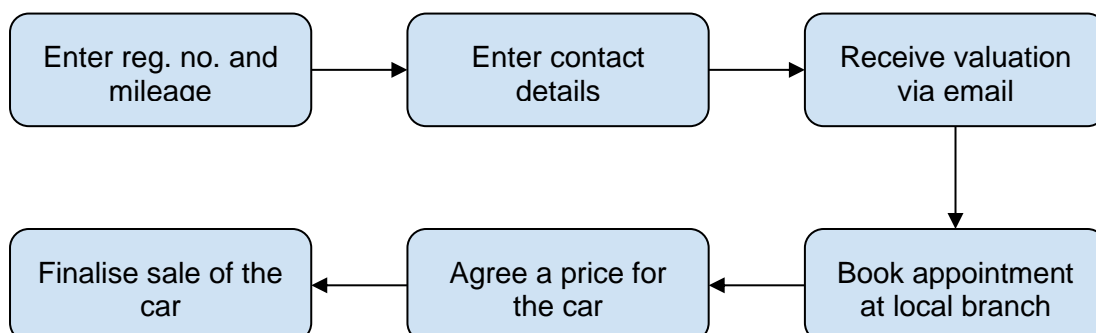 Enter reg. no. and
mileage
Enter contact
details
Receive valuation
via email
Book appointment
at local branch
Agree a price for
the car
Finalise sale of the
car